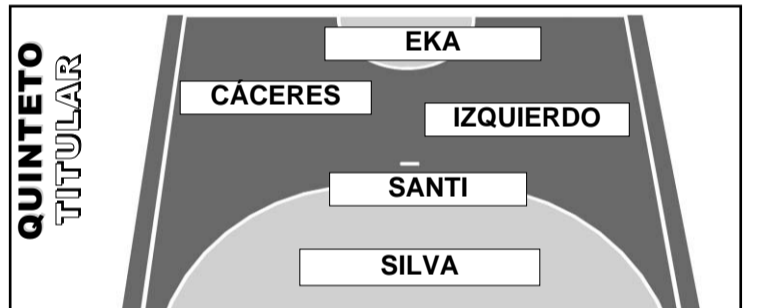 QUINTETO
TITULAR
EKA
CÁCERES
IZQUIERDO
SANTI
SILVA